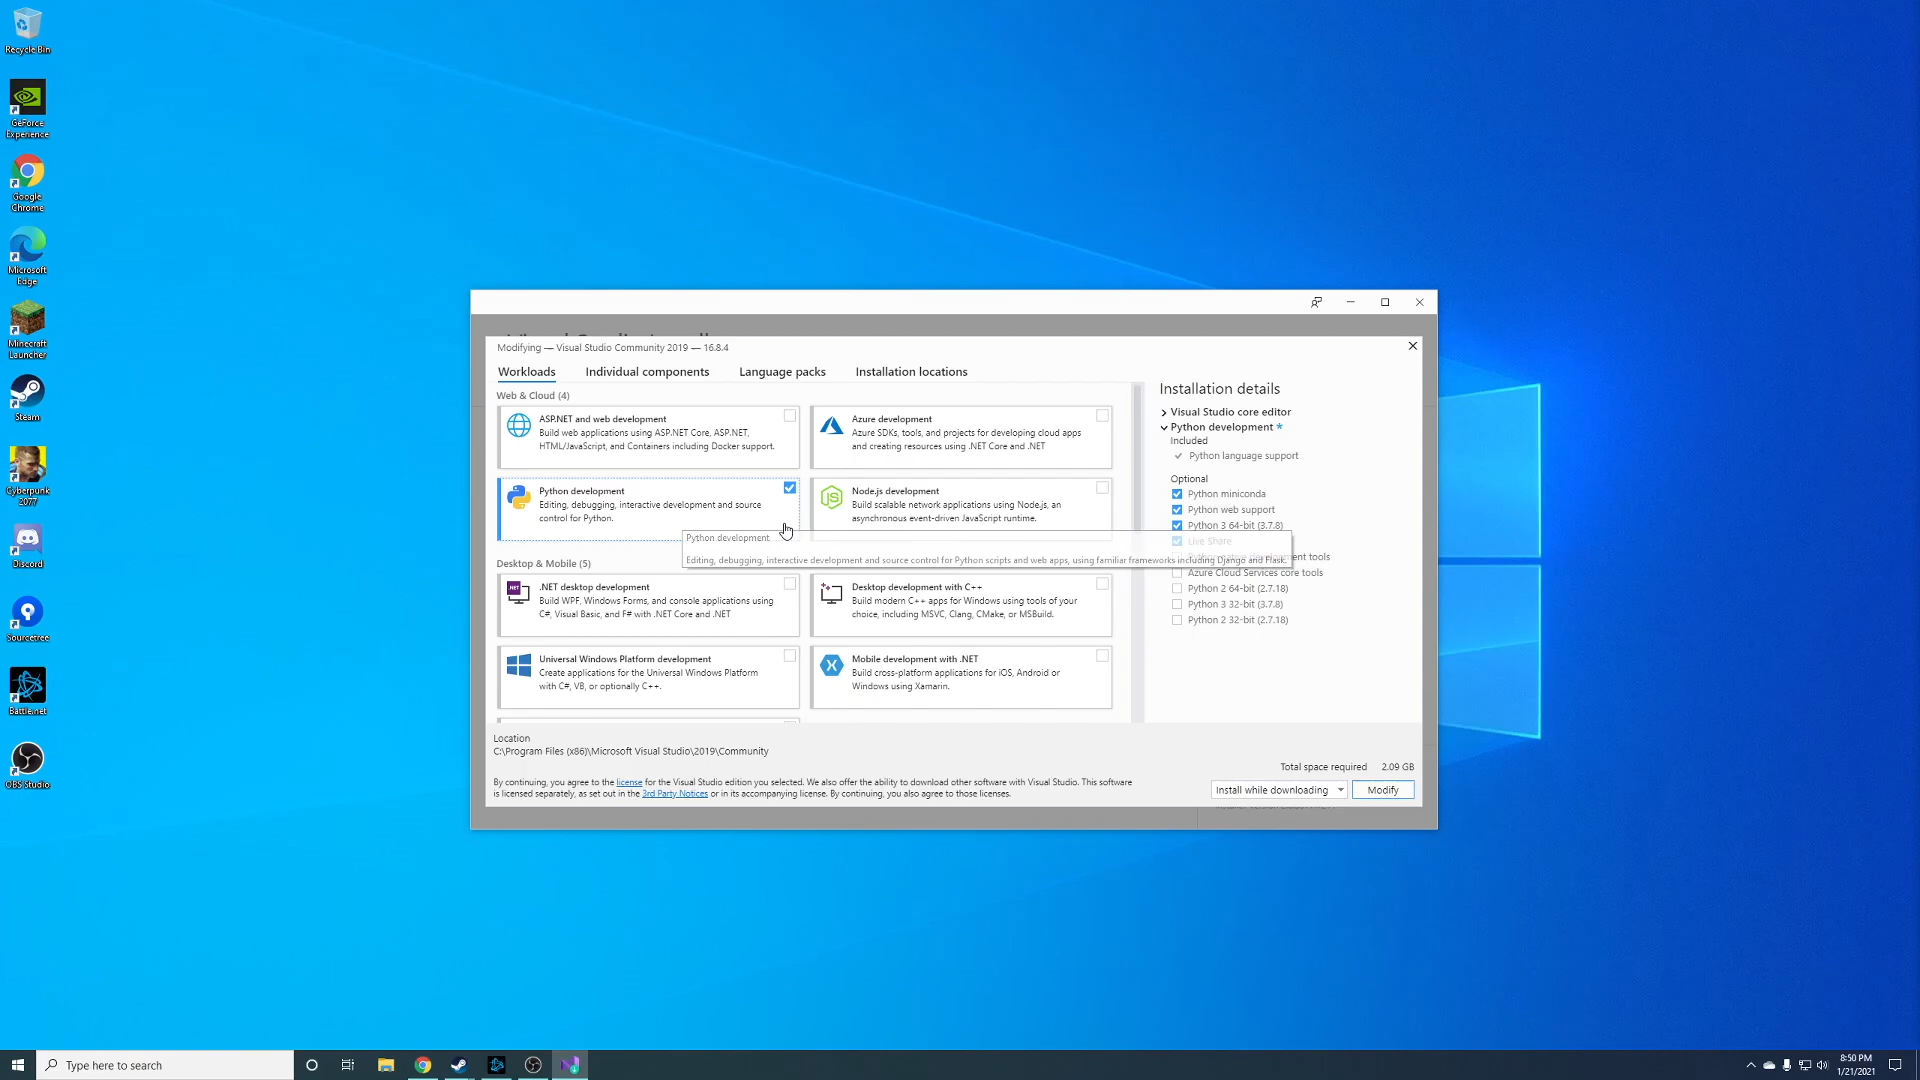 Recycle Bin
GeForce
Experience
Google
Chrome
Microsoft
Edge
Minecraft
Launcher
Steam
Cyberpunk
2077
Discord
Sourcetree
Battle.net
OBS Studio
Modifying — Visual Studio Community 2019 — 16.8.4
Workloads
Individual components
Language packs
Installation locations
Web & Cloud (4)
ASP.NET and web development
Build web applications using ASP.NET Core, ASP.NET,
HTML/JavaScript, and Containers including Docker support.
Azure development
Azure SDKs, tools, and projects for developing cloud apps
and creating resources using .NET Core and .NET
Python development
Editing, debugging, interactive development and source
control for Python.
Node.js development
Build scalable network applications using Node.js, an
asynchronous event-driven JavaScript runtime.
Python development
Editing, debugging, interactive development and source control for Python scripts and web apps, using familiar frameworks including Django and Flask.
Desktop & Mobile (5)
.NET desktop development
Build WPF, Windows Forms, and console applications using
C#, Visual Basic, and F# with .NET Core and .NET
Desktop development with C++
Build modern C++ apps for Windows using tools of your
choice, including MSVC, Clang, CMake, or MSBuild.
Universal Windows Platform development
Create applications for the Universal Windows Platform
with C#, VB, or optionally C++.
Mobile development with .NET
Build cross-platform applications for iOS, Android or
Windows using Xamarin.
Installation details
Visual Studio core editor
Python development *
Included
Python language support
Optional
Python miniconda
Python web support
Python 3 64-bit (3.7.8)
Live Share
Python native development tools
Azure Cloud Services core tools
Python 2 64-bit (2.7.18)
Python 3 32-bit (3.7.8)
Python 2 32-bit (2.7.18)
Location
C:\Program Files (x86)\Microsoft Visual Studio\2019\Community
Total space required 2.09 GB
By continuing, you agree to the license for the Visual Studio edition you selected. We also offer the ability to download other software with Visual Studio. This software
is licensed separately, as set out in the 3rd Party Notices or in its accompanying license. By continuing, you also agree to those licenses.
Install while downloading
Modify
Type here to search
8:50 PM
1/21/2021